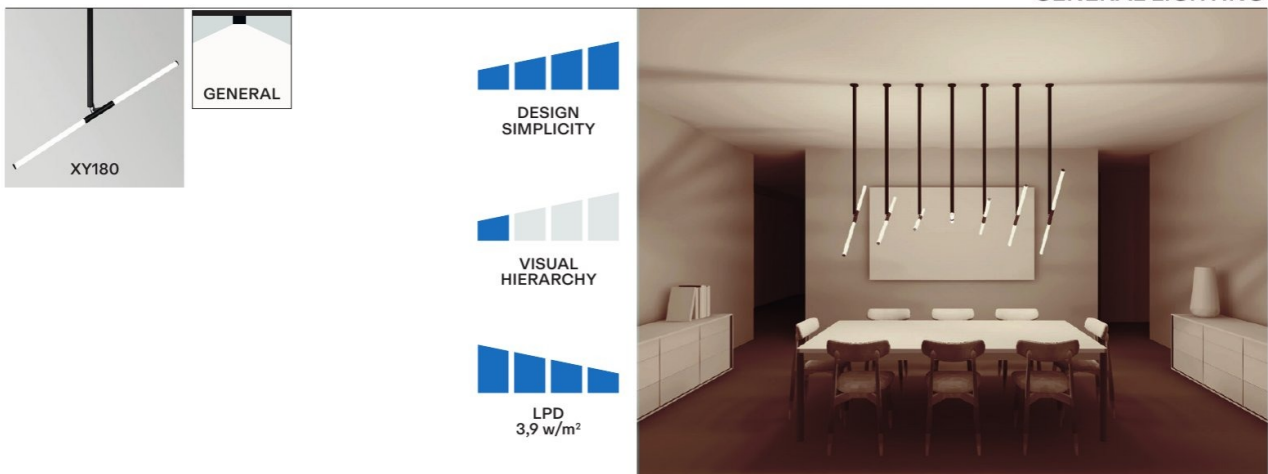 XY180
GENERAL
DESIGN
SIMPLICITY
VISUAL
HIERARCHY
LPD
3,9 w/m²